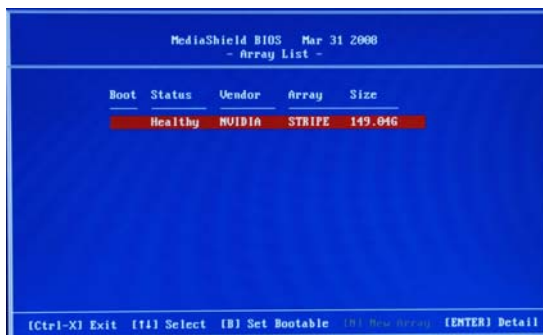 MediaShield BIOS Mar 31 2008
- Array List -
Boot Status Vendor Array Size
Healthy NVIDIA STRIPE 149.04G
[Ctrl-X] Exit [↑↓] Select [B] Set Bootable [N] New Array [ENTER] Detail